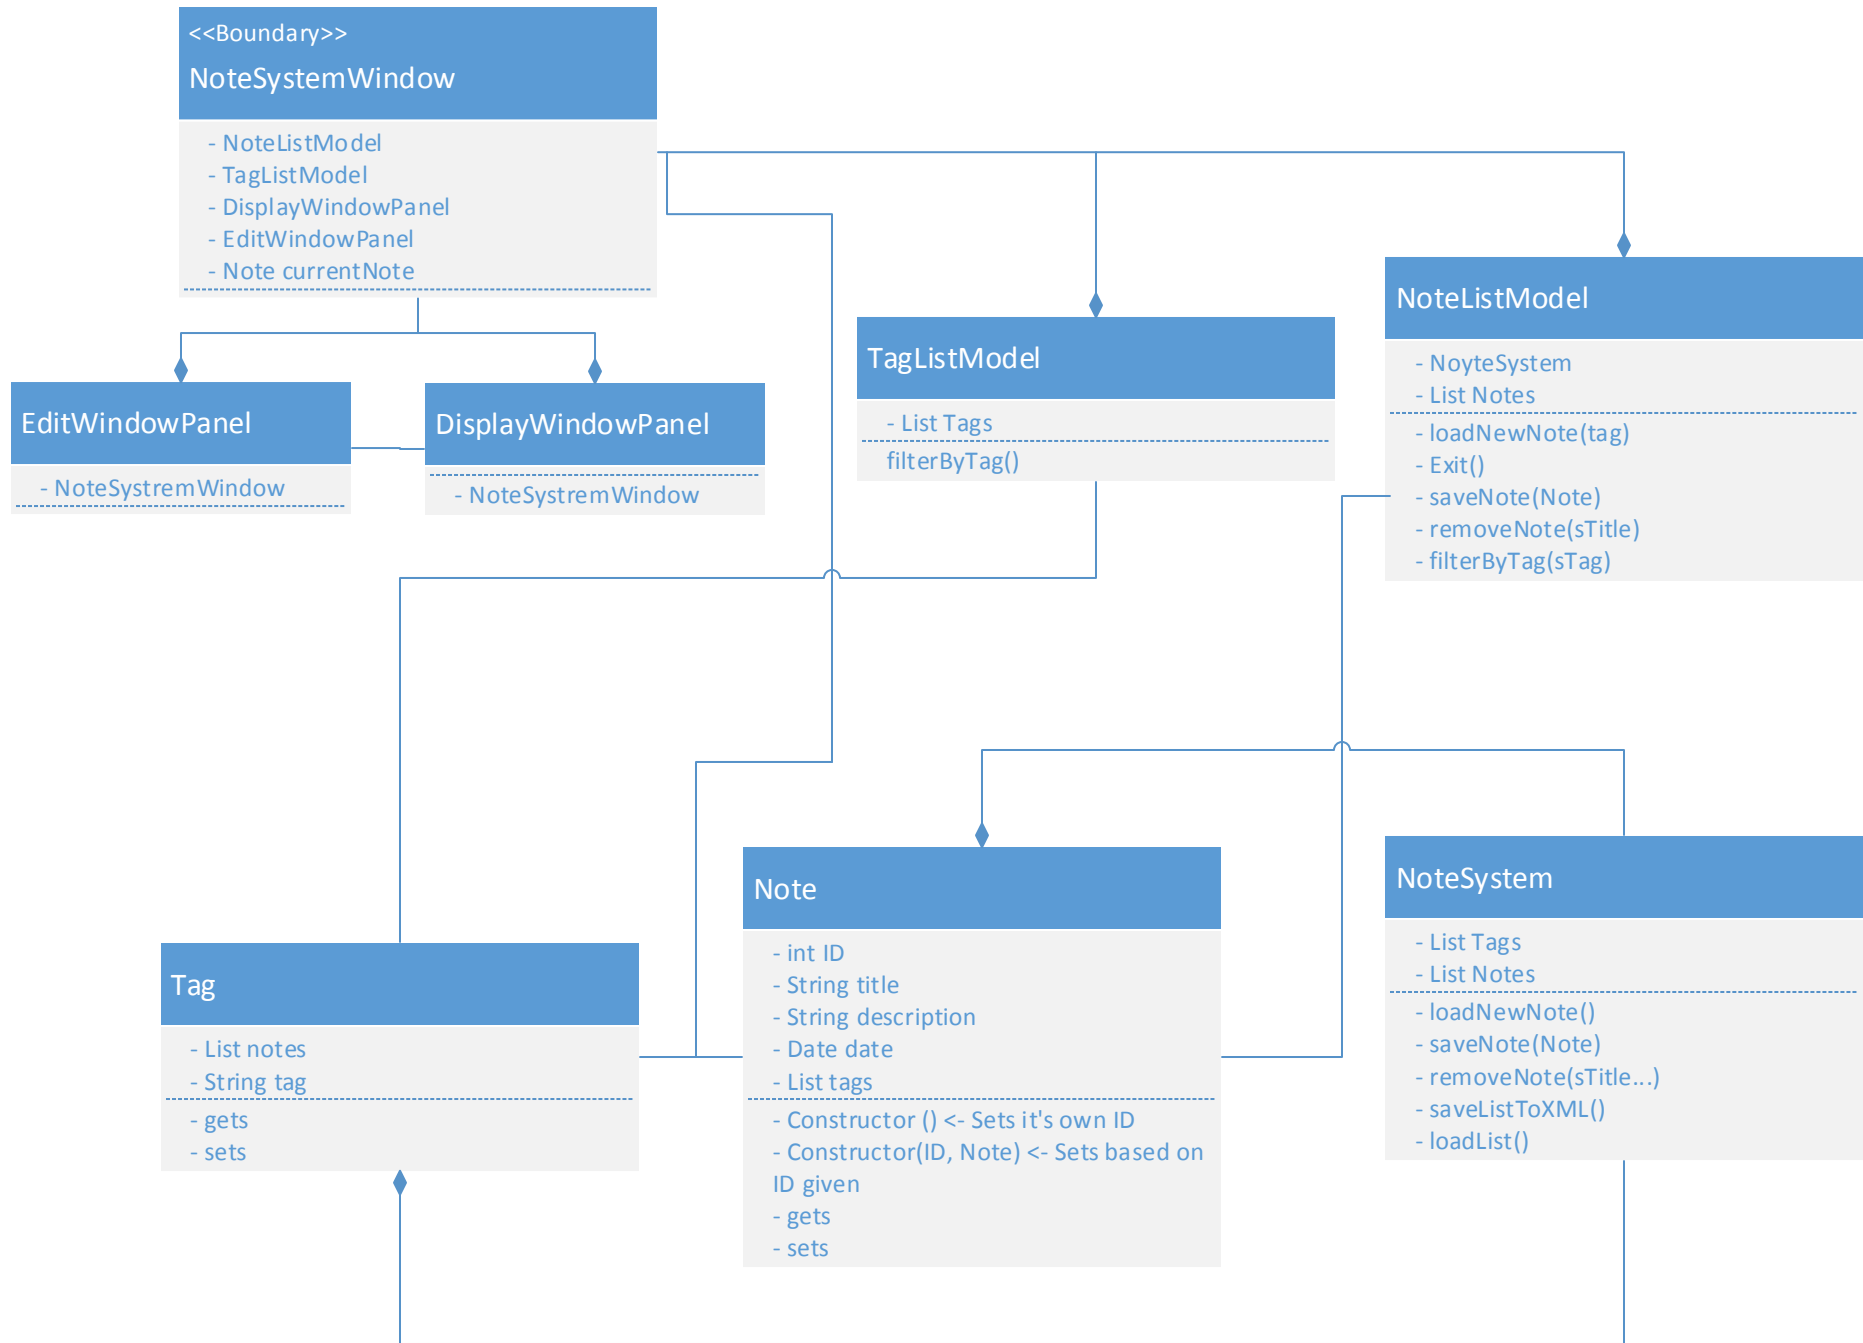 <<Boundary>>
NoteSystemWindow
- NoteListModel
- TagListModel
- DisplayWindowPanel
- EditWindowPanel
- Note currentNote
EditWindowPanel
- NoteSystremWindow
DisplayWindowPanel
- NoteSystremWindow
TagListModel
- List Tags
filterByTag()
NoteListModel
- NoyteSystem
- List Notes
- loadNewNote(tag)
- Exit()
- saveNote(Note)
- removeNote(sTitle)
- filterByTag(sTag)
Tag
- List notes
- String tag
- gets
- sets
Note
- int ID
- String title
- String description
- Date date
- List tags
- Constructor () <- Sets it's own ID
- Constructor(ID, Note) <- Sets based on
ID given
- gets
- sets
NoteSystem
- List Tags
- List Notes
- loadNewNote()
- saveNote(Note)
- removeNote(sTitle...)
- saveListToXML()
- loadList()